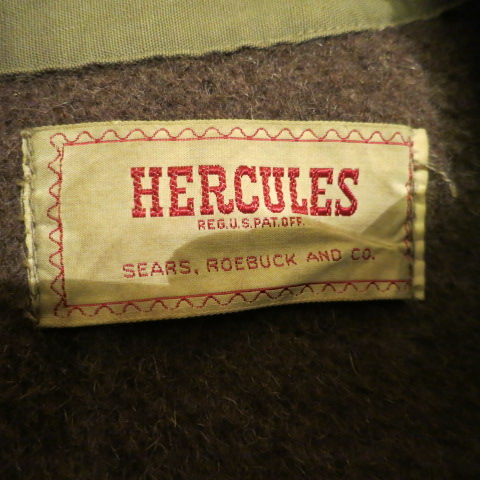 HERCULES
REG.U.S.PAT.OFF.
SEARS, ROEBUCK AND CO.